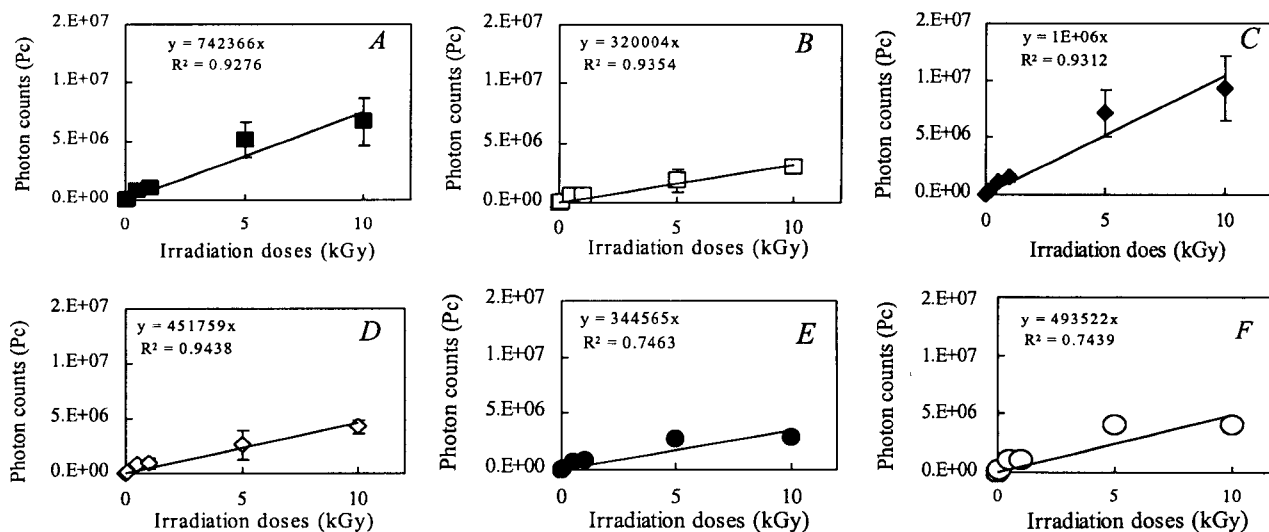 A
y = 742366x
R² = 0.9276
Photon counts (Pc)
2.E+07
1.E+07
5.E+06
0.E+00
0 5 10
Irradiation doses (kGy)
B
y = 320004x
R² = 0.9354
Photon counts (Pc)
2.E+07
1.E+07
5.E+06
0.E+00
0 5 10
Irradiation doses (kGy)
C
y = 1E+06x
R² = 0.9312
Photon counts (Pc)
2.E+07
1.E+07
5.E+06
0.E+00
0 5 10
Irradiation does (kGy)
D
y = 451759x
R² = 0.9438
Photon counts (Pc)
2.E+07
1.E+07
5.E+06
0.E+00
0 5 10
Irradiation doses (kGy)
E
y = 344565x
R² = 0.7463
Photon counts (Pc)
2.E+07
1.E+07
5.E+06
0.E+00
0 5 10
Irradiation doses (kGy)
F
y = 493522x
R² = 0.7439
Photon counts (Pc)
2.E+07
1.E+07
5.E+06
0.E+00
0 5 10
Irradiation doses (kGy)